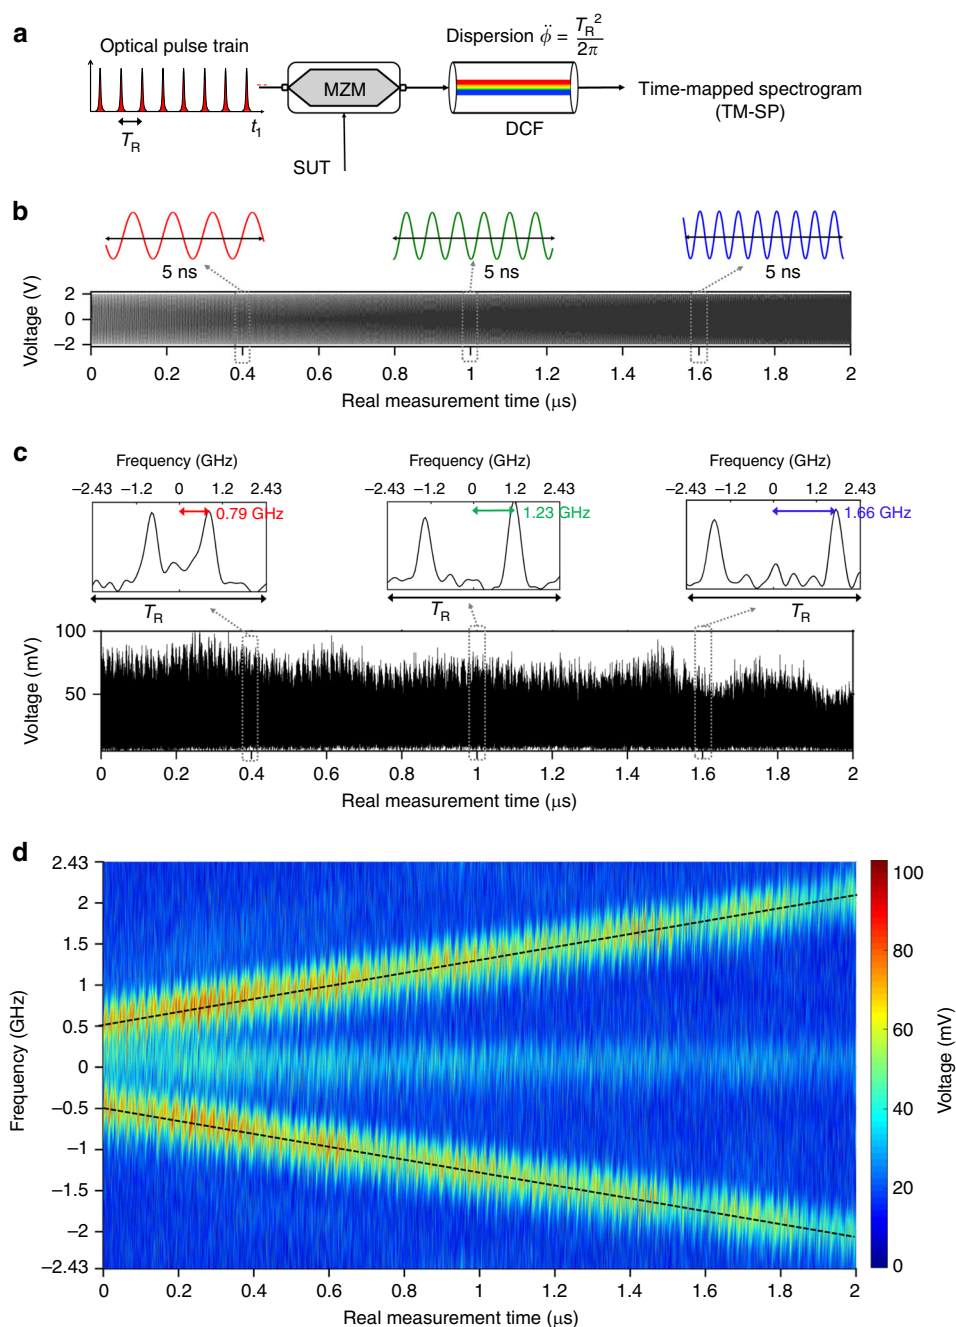 a
Optical pulse train
Dispersion ϕ̈ = T_R² / 2π
MZM
DCF
Time-mapped spectrogram
(TM-SP)
t₁
T_R
SUT
b
5 ns
5 ns
5 ns
Voltage (V)
2
0
−2
0 0.2 0.4 0.6 0.8 1 1.2 1.4 1.6 1.8 2
Real measurement time (μs)
c
Frequency (GHz)
−2.43 −1.2 0 1.2 2.43
0.79 GHz
T_R
Frequency (GHz)
−2.43 −1.2 0 1.2 2.43
1.23 GHz
T_R
Frequency (GHz)
−2.43 −1.2 0 1.2 2.43
1.66 GHz
T_R
Voltage (mV)
100
50
0 0.2 0.4 0.6 0.8 1 1.2 1.4 1.6 1.8 2
Real measurement time (μs)
d
Frequency (GHz)
2.43
2
1.5
1
0.5
0
−0.5
−1
−1.5
−2
−2.43
0 0.2 0.4 0.6 0.8 1 1.2 1.4 1.6 1.8 2
Real measurement time (μs)
100
80
60
40
20
0
Voltage (mV)